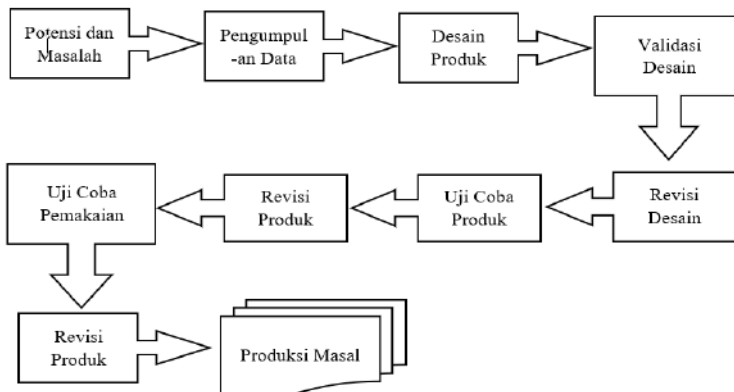 Potensi dan
Masalah
Pengumpul
-an Data
Desain
Produk
Validasi
Desain
Revisi
Desain
Uji Coba
Produk
Revisi
Produk
Uji Coba
Pemakaian
Revisi
Produk
Produksi Masal